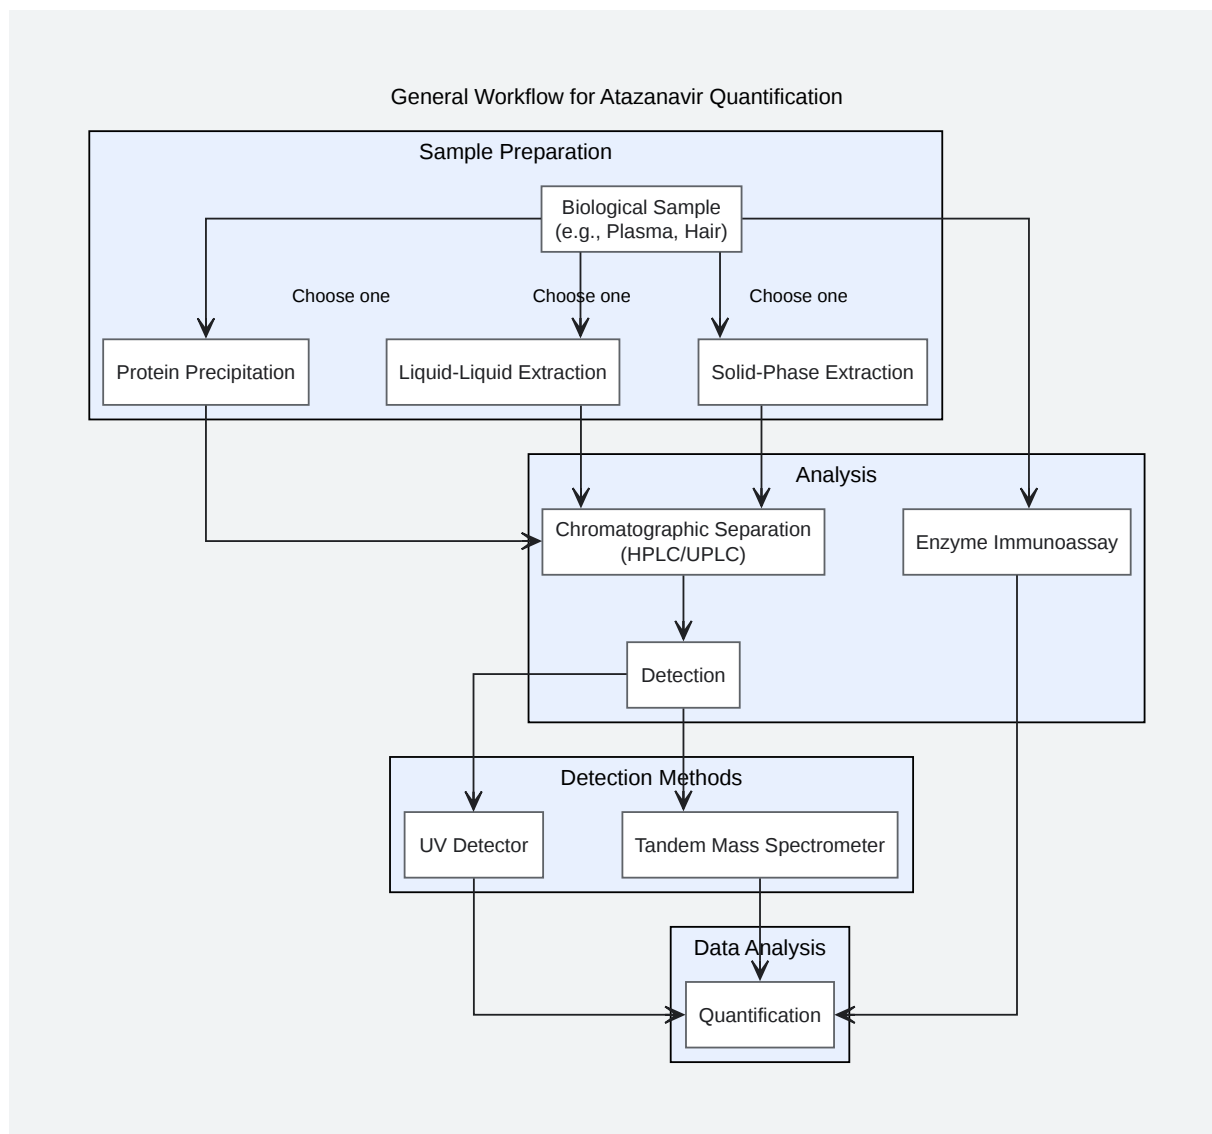 General Workflow for Atazanavir Quantification
Sample Preparation
Biological Sample
(e.g., Plasma, Hair)
Choose one
Choose one
Choose one
Protein Precipitation
Liquid-Liquid Extraction
Solid-Phase Extraction
Analysis
Chromatographic Separation
(HPLC/UPLC)
Enzyme Immunoassay
Detection
Detection Methods
UV Detector
Tandem Mass Spectrometer
Data Analysis
Quantification